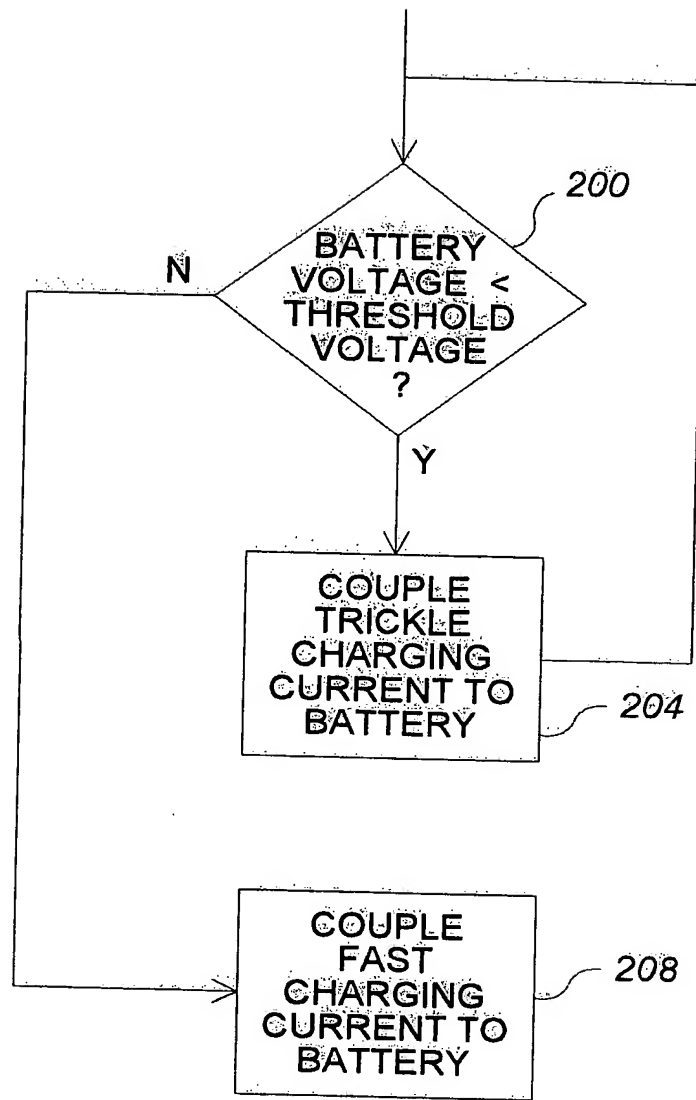 200
BATTERY
VOLTAGE <
THRESHOLD
VOLTAGE
?
N
Y
COUPLE
TRICKLE
CHARGING
CURRENT TO
BATTERY
204
COUPLE
FAST
CHARGING
CURRENT TO
BATTERY
208